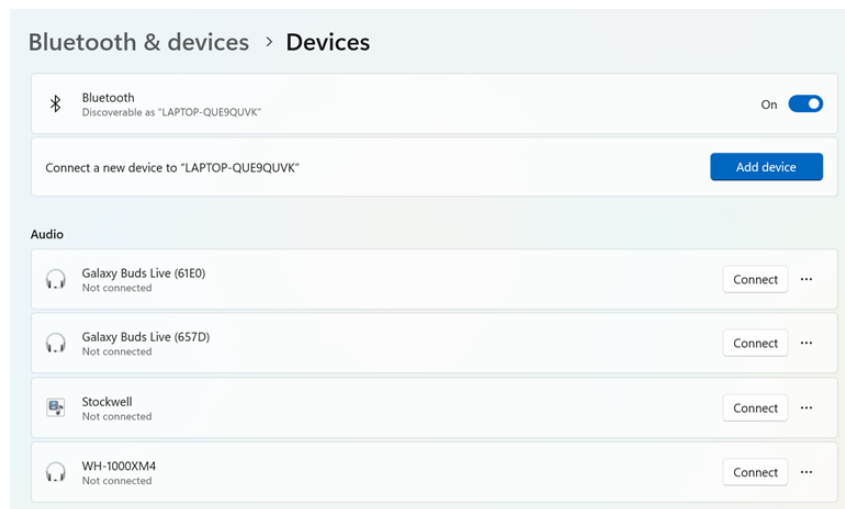 Bluetooth & devices > Devices
Bluetooth
Discoverable as "LAPTOP-QUE9QUVK"
On
Connect a new device to "LAPTOP-QUE9QUVK"
Add device
Audio
Galaxy Buds Live (61E0)
Not connected
Connect
Galaxy Buds Live (657D)
Not connected
Connect
Stockwell
Not connected
Connect
WH-1000XM4
Not connected
Connect